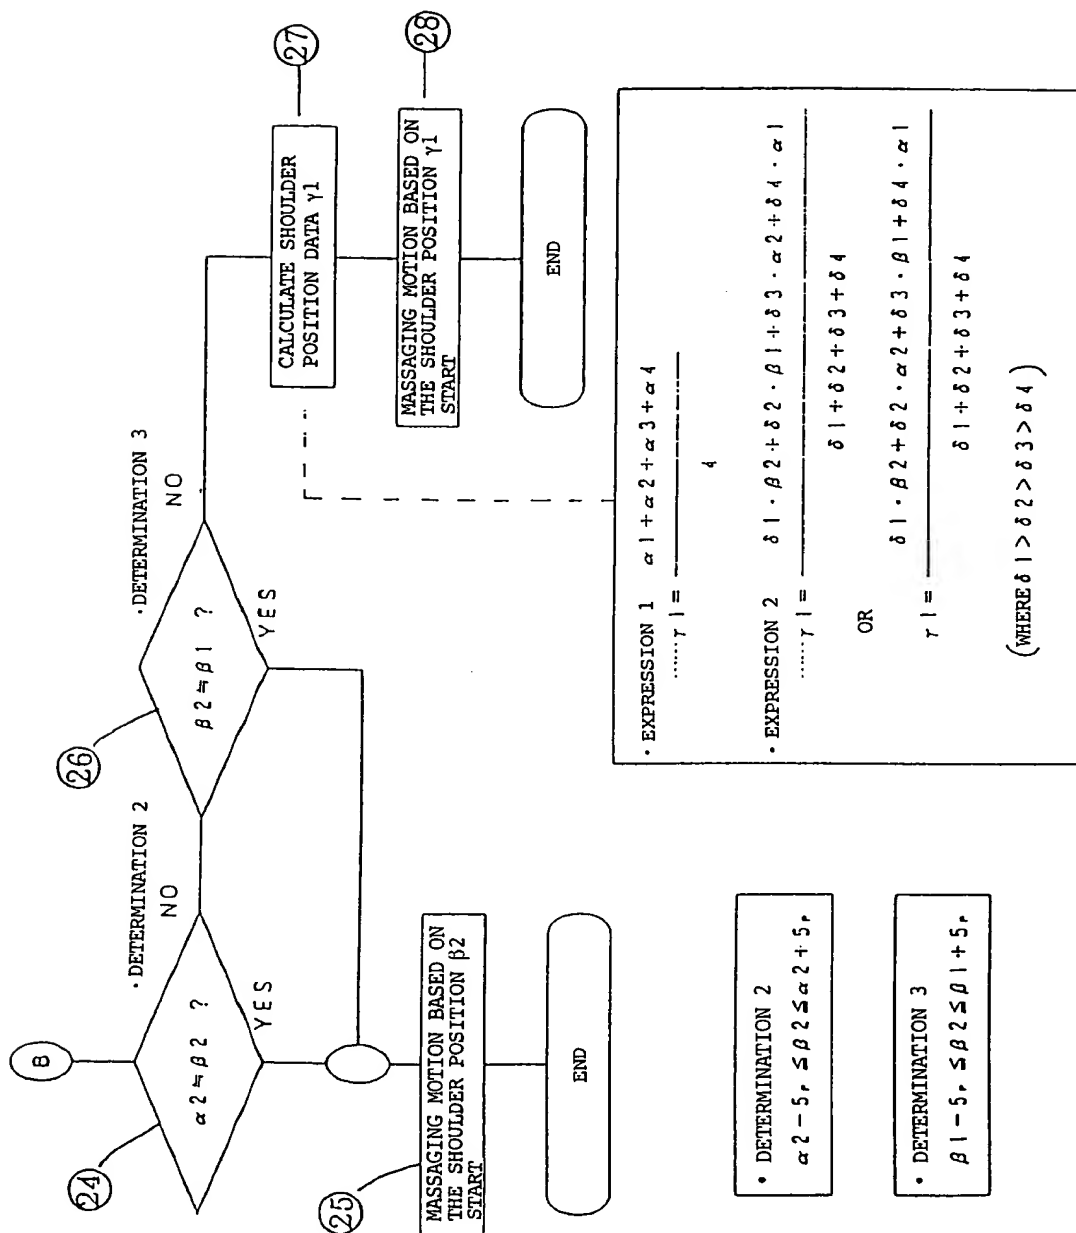 B
24
α2≒β2 ?
·DETERMINATION 2
NO
YES
26
β2≒β1 ?
·DETERMINATION 3
NO
YES
25
MASSAGING MOTION BASED ON
THE SHOULDER POSITION β2
START
END
27
CALCULATE SHOULDER
POSITION DATA γ1
28
MASSAGING MOTION BASED ON
THE SHOULDER POSITION γ1
START
END
• DETERMINATION 2
α2-5r≦β2≦α2+5r
• DETERMINATION 3
β1-5r≦β2≦β1+5r
• EXPRESSION 1 α1+α2+α3+α4
……γ1=
4
• EXPRESSION 2 δ1·β2+δ2·β1+δ3·α2+δ4·α1
……γ1=
δ1+δ2+δ3+δ4
OR
δ1·β2+δ2·α2+δ3·β1+δ4·α1
γ1=
δ1+δ2+δ3+δ4
(WHERE δ1>δ2>δ3>δ4)